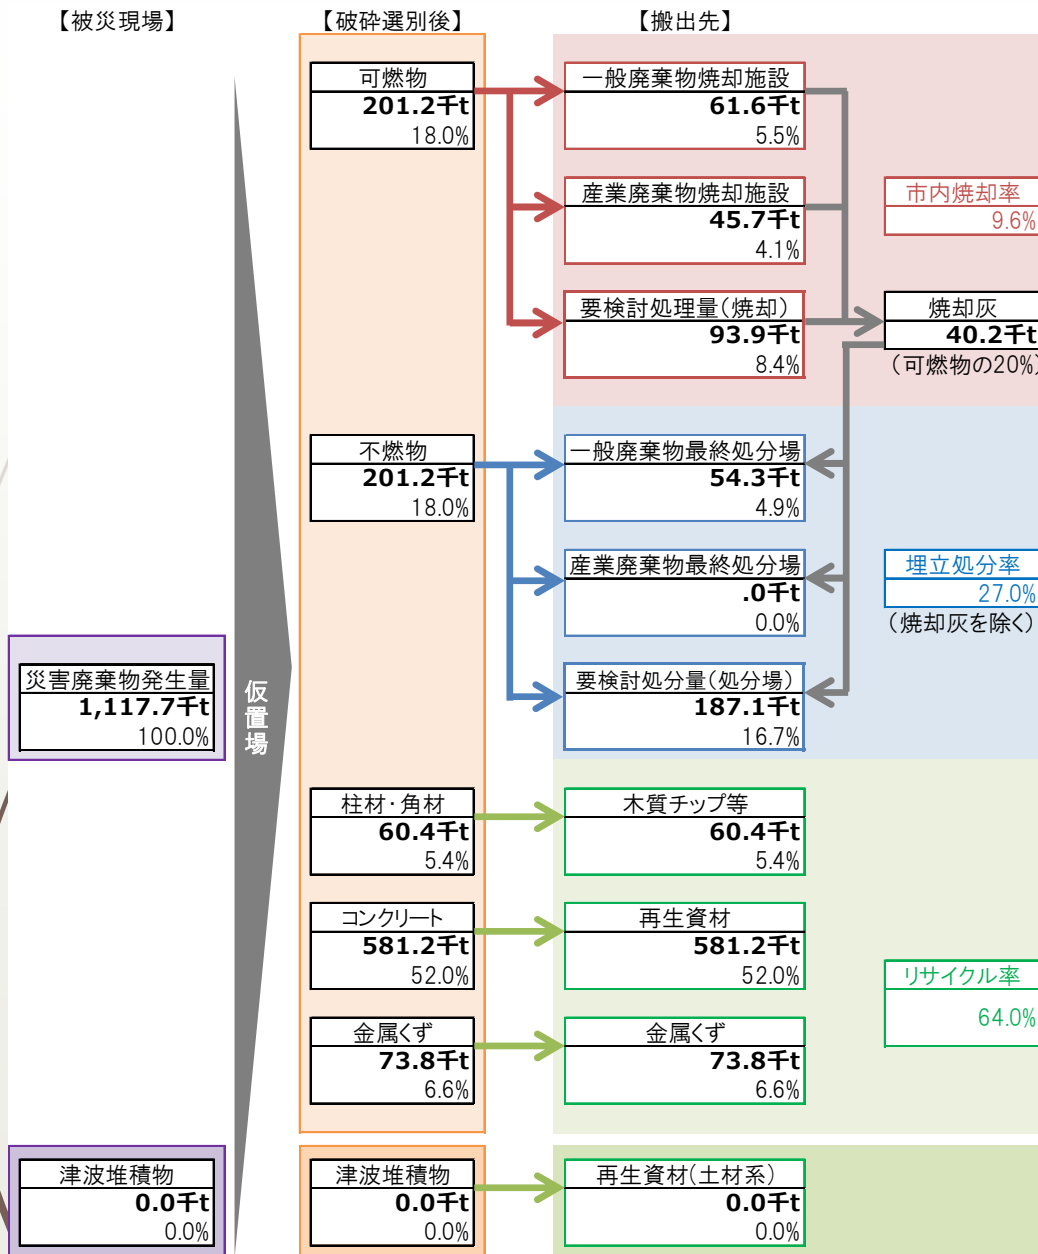 【被災現場】
【破砕選別後】
【搬出先】
可燃物
201.2千t
18.0%
一般廃棄物焼却施設
61.6千t
5.5%
産業廃棄物焼却施設
45.7千t
4.1%
市内焼却率
9.6%
要検討処理量(焼却)
93.9千t
8.4%
焼却灰
40.2千t
(可燃物の20%)
不燃物
201.2千t
18.0%
一般廃棄物最終処分場
54.3千t
4.9%
産業廃棄物最終処分場
.0千t
0.0%
埋立処分率
27.0%
(焼却灰を除く)
災害廃棄物発生量
1,117.7千t
100.0%
仮置場
要検討処分量(処分場)
187.1千t
16.7%
柱材・角材
60.4千t
5.4%
木質チップ等
60.4千t
5.4%
コンクリート
581.2千t
52.0%
再生資材
581.2千t
52.0%
リサイクル率
64.0%
金属くず
73.8千t
6.6%
金属くず
73.8千t
6.6%
津波堆積物
0.0千t
0.0%
津波堆積物
0.0千t
0.0%
再生資材(土材系)
0.0千t
0.0%